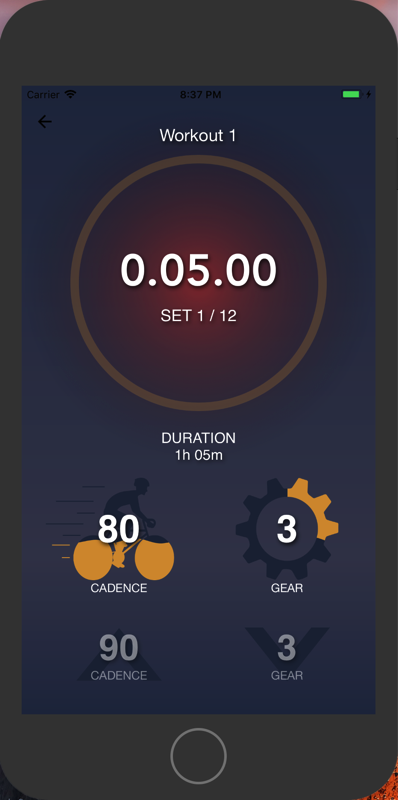 Carrier 8:37 PM
Workout 1
0.05.00
SET 1 / 12
DURATION
1h 05m
80 3
CADENCE GEAR
90 3
CADENCE GEAR